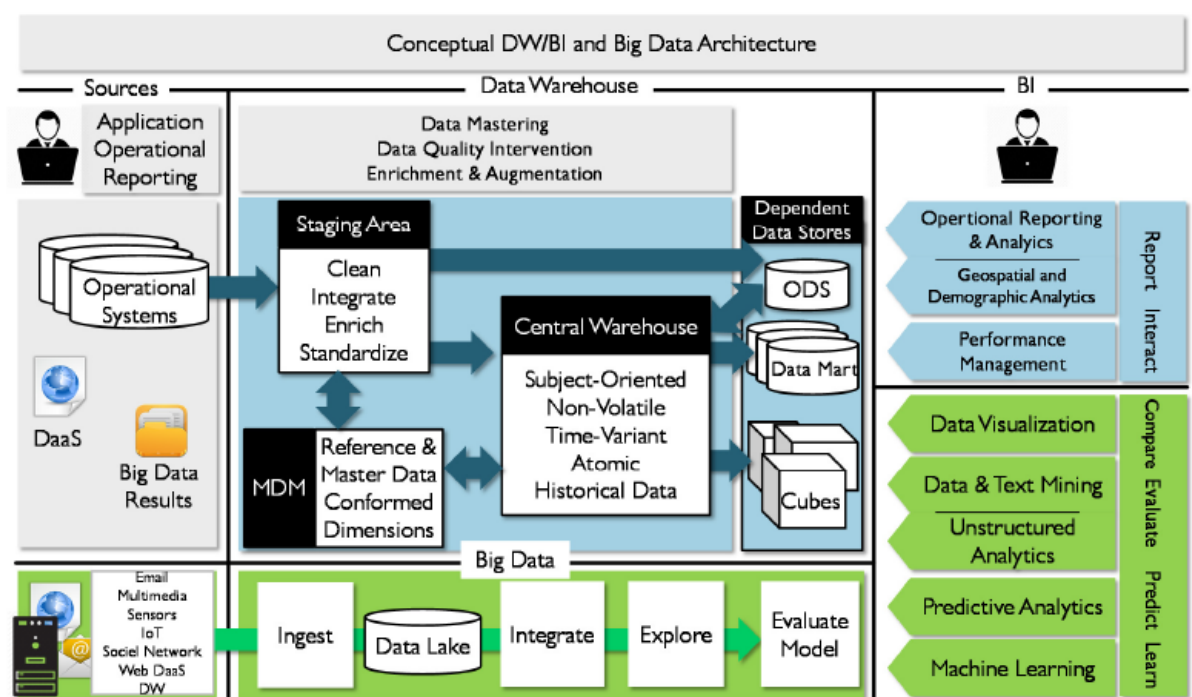 Conceptual DW/BI and Big Data Architecture
Sources
Data Warehouse
BI
Application
Operational
Reporting
Data Mastering
Data Quality Intervention
Enrichment & Augmentation
Operational
Systems
DaaS
Big Data
Results
Staging Area
Clean
Integrate
Enrich
Standardize
MDM
Reference &
Master Data
Conformed
Dimensions
Central Warehouse
Subject-Oriented
Non-Volatile
Time-Variant
Atomic
Historical Data
Dependent
Data Stores
ODS
Data Mart
Cubes
Opertional Reporting
& Analyics
Geospatial and
Demographic Analytics
Performance
Management
Report Interact
Data Visualization
Data & Text Mining
Unstructured
Analytics
Predictive Analytics
Machine Learning
Compare Evaluate Predict Learn
Big Data
Email
Multimedia
Sensors
IoT
Sociel Network
Web DaaS
DW
@
Ingest
Data Lake
Integrate
Explore
Evaluate
Model